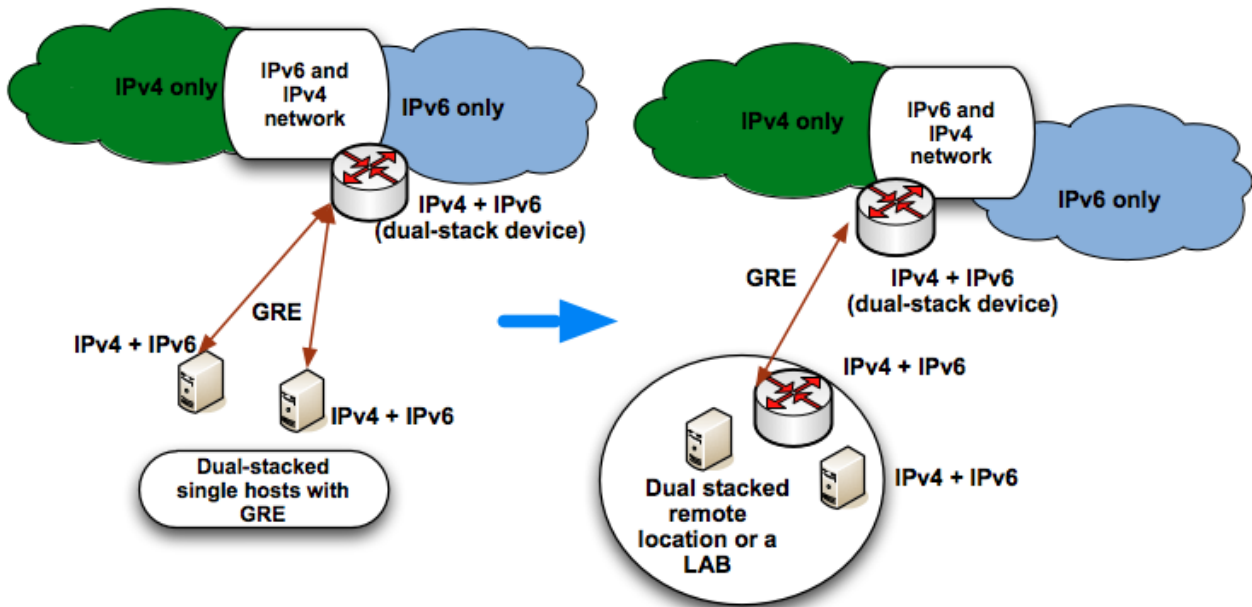 IPv4 only
IPv6 and
IPv4
network
IPv6 only
IPv4 + IPv6
(dual-stack device)
GRE
IPv4 + IPv6
IPv4 + IPv6
Dual-stacked
single hosts with
GRE
IPv4 only
IPv6 and
IPv4
network
IPv6 only
IPv4 + IPv6
(dual-stack device)
GRE
IPv4 + IPv6
IPv4 + IPv6
Dual stacked
remote
location or a
LAB